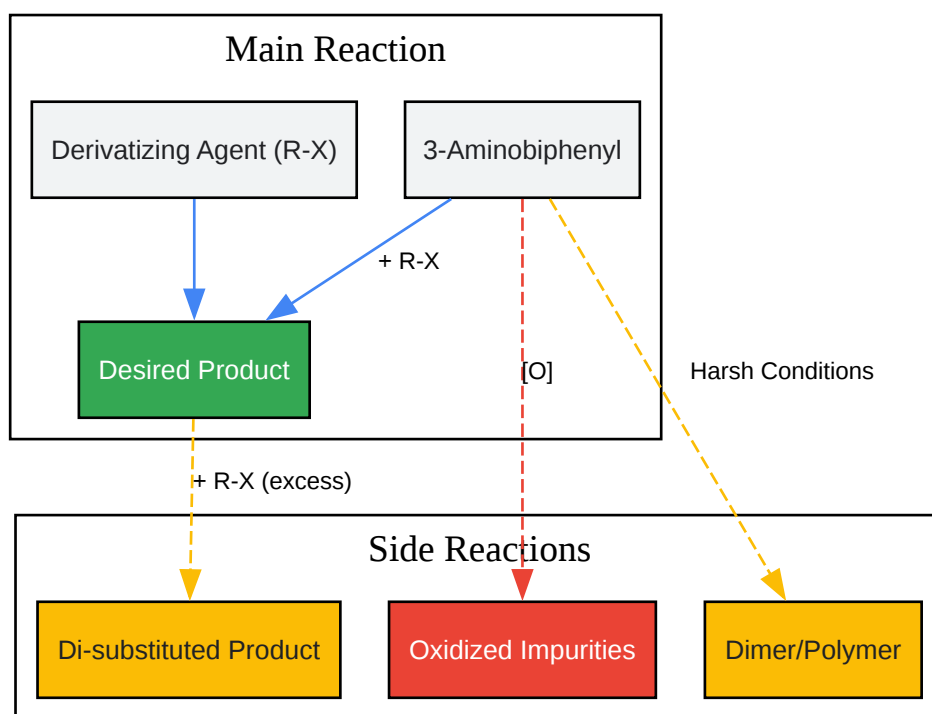 Main Reaction
Derivatizing Agent (R-X)
3-Aminobiphenyl
+ R-X
Desired Product
[O]
Harsh Conditions
+ R-X (excess)
Side Reactions
Di-substituted Product
Oxidized Impurities
Dimer/Polymer